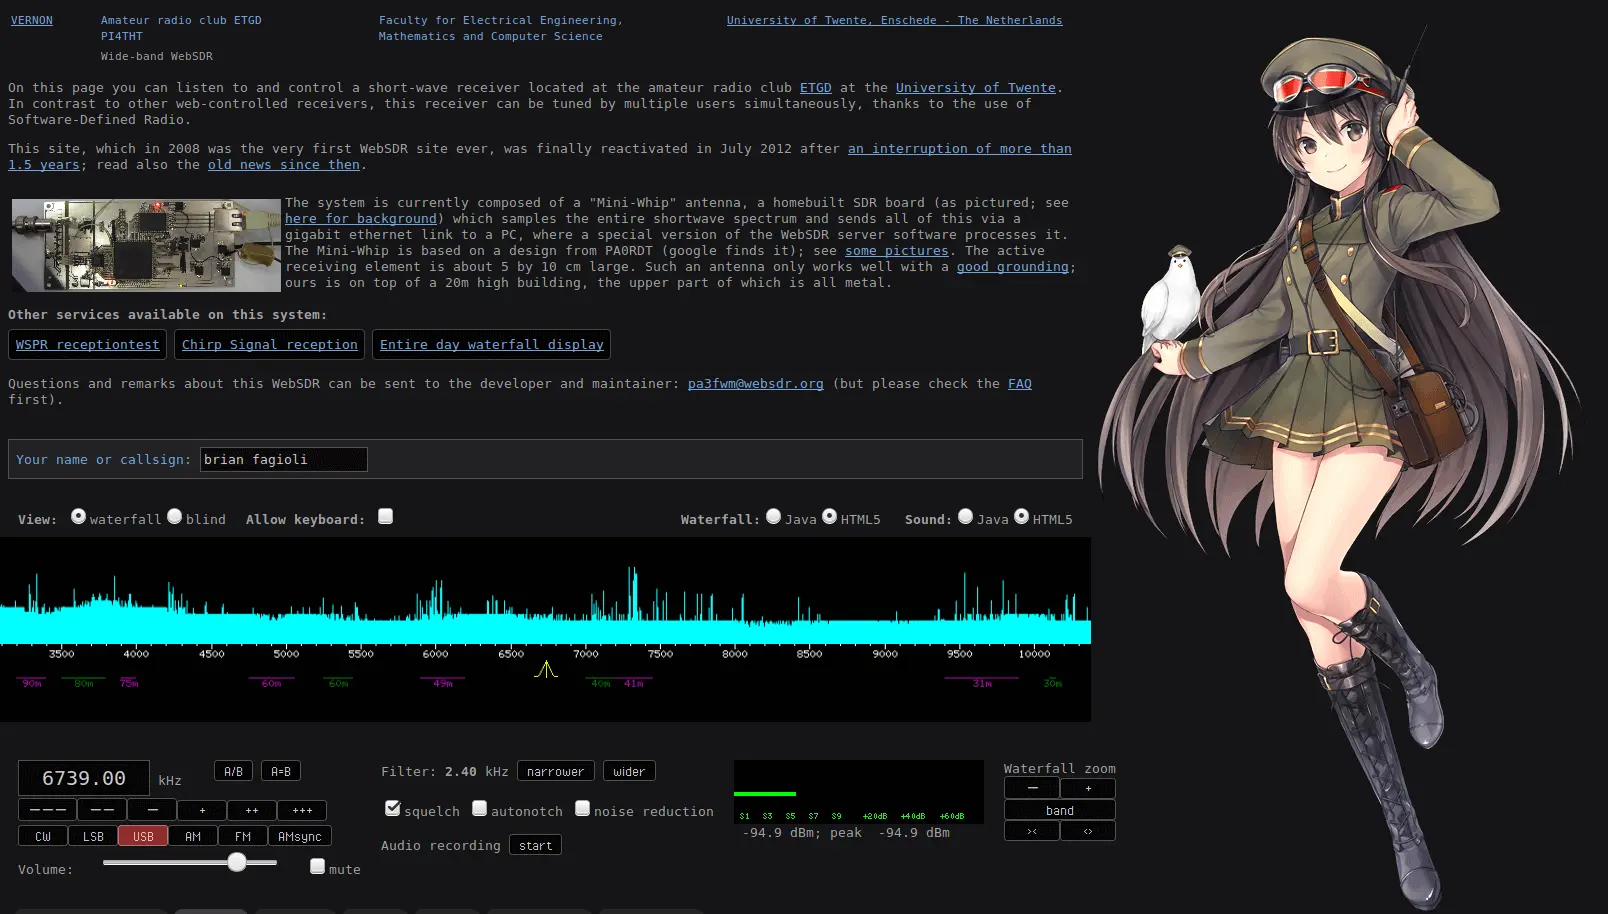 VERNON
Amateur radio club ETGD
PI4THT
Wide-band WebSDR
Faculty for Electrical Engineering,
Mathematics and Computer Science
University of Twente, Enschede - The Netherlands
On this page you can listen to and control a short-wave receiver located at the amateur radio club ETGD at the University of Twente.
In contrast to other web-controlled receivers, this receiver can be tuned by multiple users simultaneously, thanks to the use of
Software-Defined Radio.
This site, which in 2008 was the very first WebSDR site ever, was finally reactivated in July 2012 after an interruption of more than
1.5 years; read also the old news since then.
The system is currently composed of a "Mini-Whip" antenna, a homebuilt SDR board (as pictured; see
here for background) which samples the entire shortwave spectrum and sends all of this via a
gigabit ethernet link to a PC, where a special version of the WebSDR server software processes it.
The Mini-Whip is based on a design from PA0RDT (google finds it); see some pictures. The active
receiving element is about 5 by 10 cm large. Such an antenna only works well with a good grounding;
ours is on top of a 20m high building, the upper part of which is all metal.
Other services available on this system:
WSPR receptiontest Chirp Signal reception Entire day waterfall display
Questions and remarks about this WebSDR can be sent to the developer and maintainer: pa3fwm@websdr.org (but please check the FAQ
first).
Your name or callsign: brian fagioli
View: waterfall blind Allow keyboard: Waterfall: Java HTML5 Sound: Java HTML5
3500 4000 4500 5000 5500 6000 6500 7000 7500 8000 8500 9000 9500 10000
90m 80m 75m 60m 60m 49m 40m 41m 31m 30m
6739.00 kHz A/B A=B
--- -- - + ++ +++
CW LSB USB AM FM AMsync
Volume: mute
Filter: 2.40 kHz narrower wider
squelch autonotch noise reduction
Audio recording start
S1 S3 S5 S7 S9 +20dB +40dB +60dB
-94.9 dBm; peak -94.9 dBm
Waterfall zoom
- +
band
>< <>